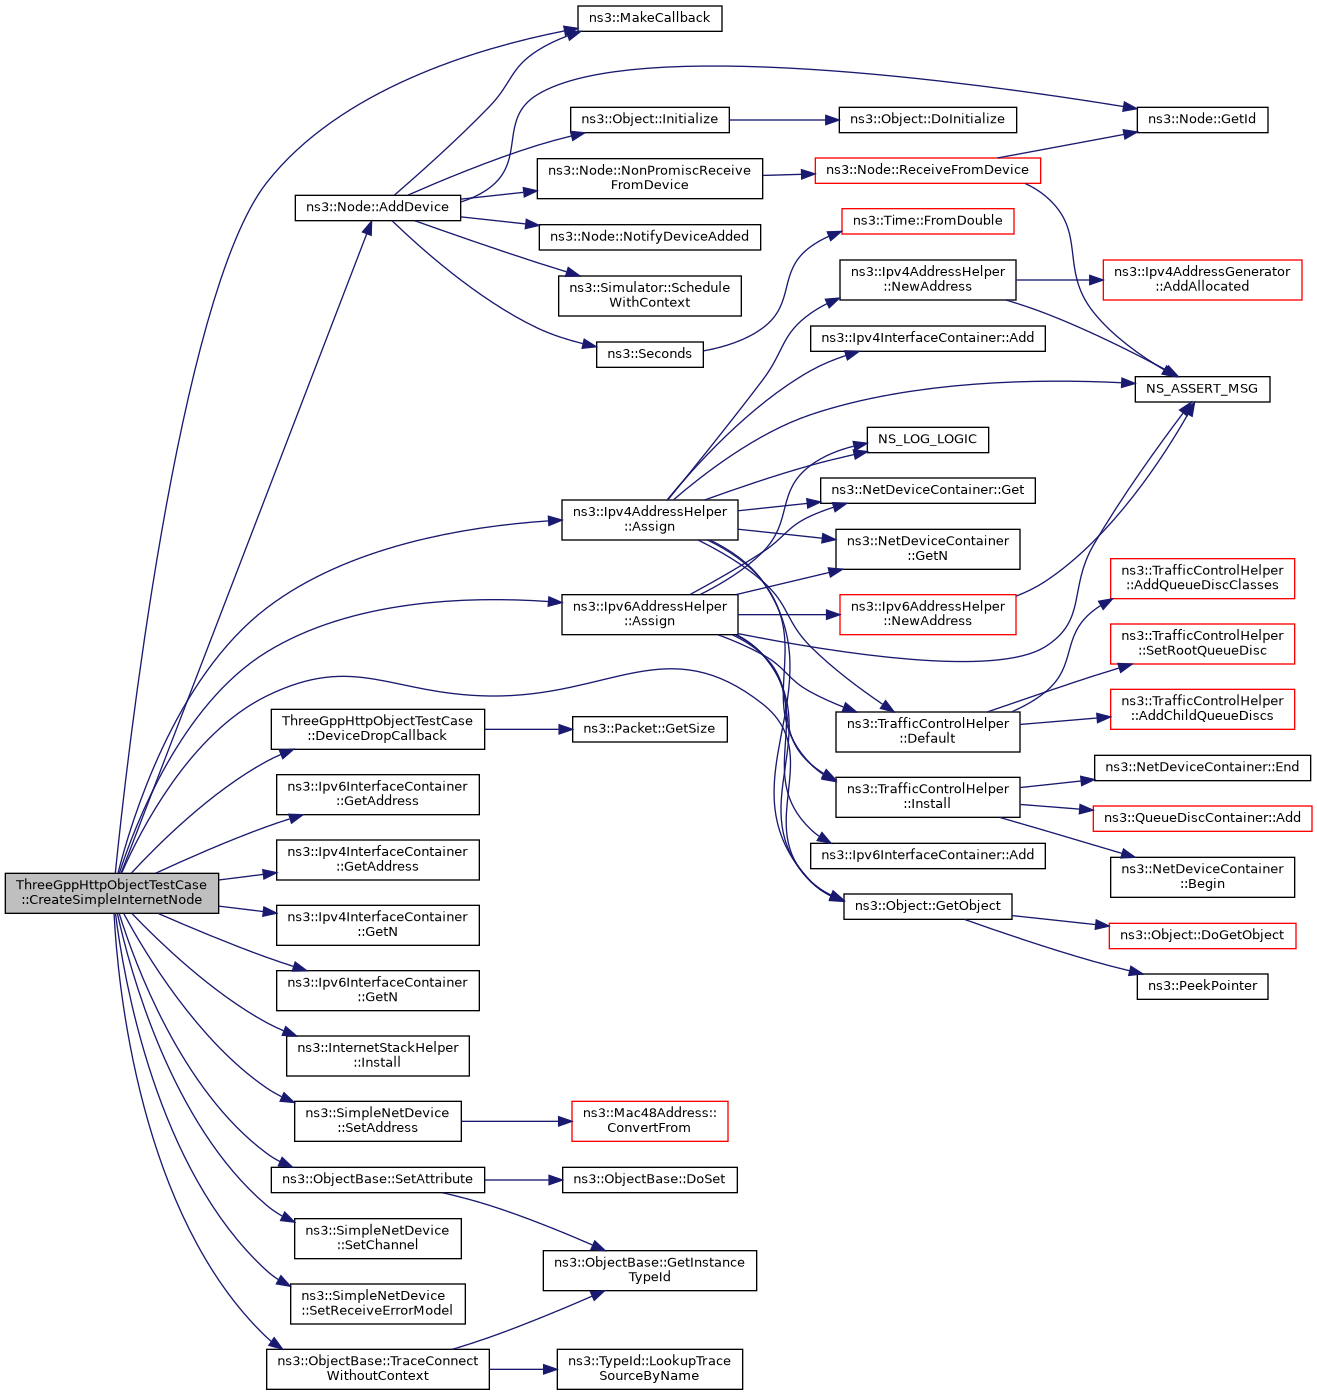 ns3::MakeCallback
ns3::Object::Initialize
ns3::Object::DoInitialize
ns3::Node::GetId
ns3::Node::NonPromiscReceive
FromDevice
ns3::Node::ReceiveFromDevice
ns3::Node::AddDevice
ns3::Time::FromDouble
ns3::Node::NotifyDeviceAdded
ns3::Ipv4AddressHelper
::NewAddress
ns3::Ipv4AddressGenerator
::AddAllocated
ns3::Simulator::Schedule
WithContext
ns3::Ipv4InterfaceContainer::Add
ns3::Seconds
NS_ASSERT_MSG
NS_LOG_LOGIC
ns3::NetDeviceContainer::Get
ns3::Ipv4AddressHelper
::Assign
ns3::NetDeviceContainer
::GetN
ns3::TrafficControlHelper
::AddQueueDiscClasses
ns3::Ipv6AddressHelper
::Assign
ns3::Ipv6AddressHelper
::NewAddress
ns3::TrafficControlHelper
::SetRootQueueDisc
ns3::TrafficControlHelper
::AddChildQueueDiscs
ThreeGppHttpObjectTestCase
::DeviceDropCallback
ns3::Packet::GetSize
ns3::TrafficControlHelper
::Default
ns3::NetDeviceContainer::End
ns3::Ipv6InterfaceContainer
::GetAddress
ns3::TrafficControlHelper
::Install
ns3::QueueDiscContainer::Add
ns3::Ipv4InterfaceContainer
::GetAddress
ns3::Ipv6InterfaceContainer::Add
ns3::NetDeviceContainer
::Begin
ThreeGppHttpObjectTestCase
::CreateSimpleInternetNode
ns3::Object::GetObject
ns3::Ipv4InterfaceContainer
::GetN
ns3::Object::DoGetObject
ns3::Ipv6InterfaceContainer
::GetN
ns3::PeekPointer
ns3::InternetStackHelper
::Install
ns3::SimpleNetDevice
::SetAddress
ns3::Mac48Address::
ConvertFrom
ns3::ObjectBase::SetAttribute
ns3::ObjectBase::DoSet
ns3::SimpleNetDevice
::SetChannel
ns3::ObjectBase::GetInstance
TypeId
ns3::SimpleNetDevice
::SetReceiveErrorModel
ns3::ObjectBase::TraceConnect
WithoutContext
ns3::TypeId::LookupTrace
SourceByName